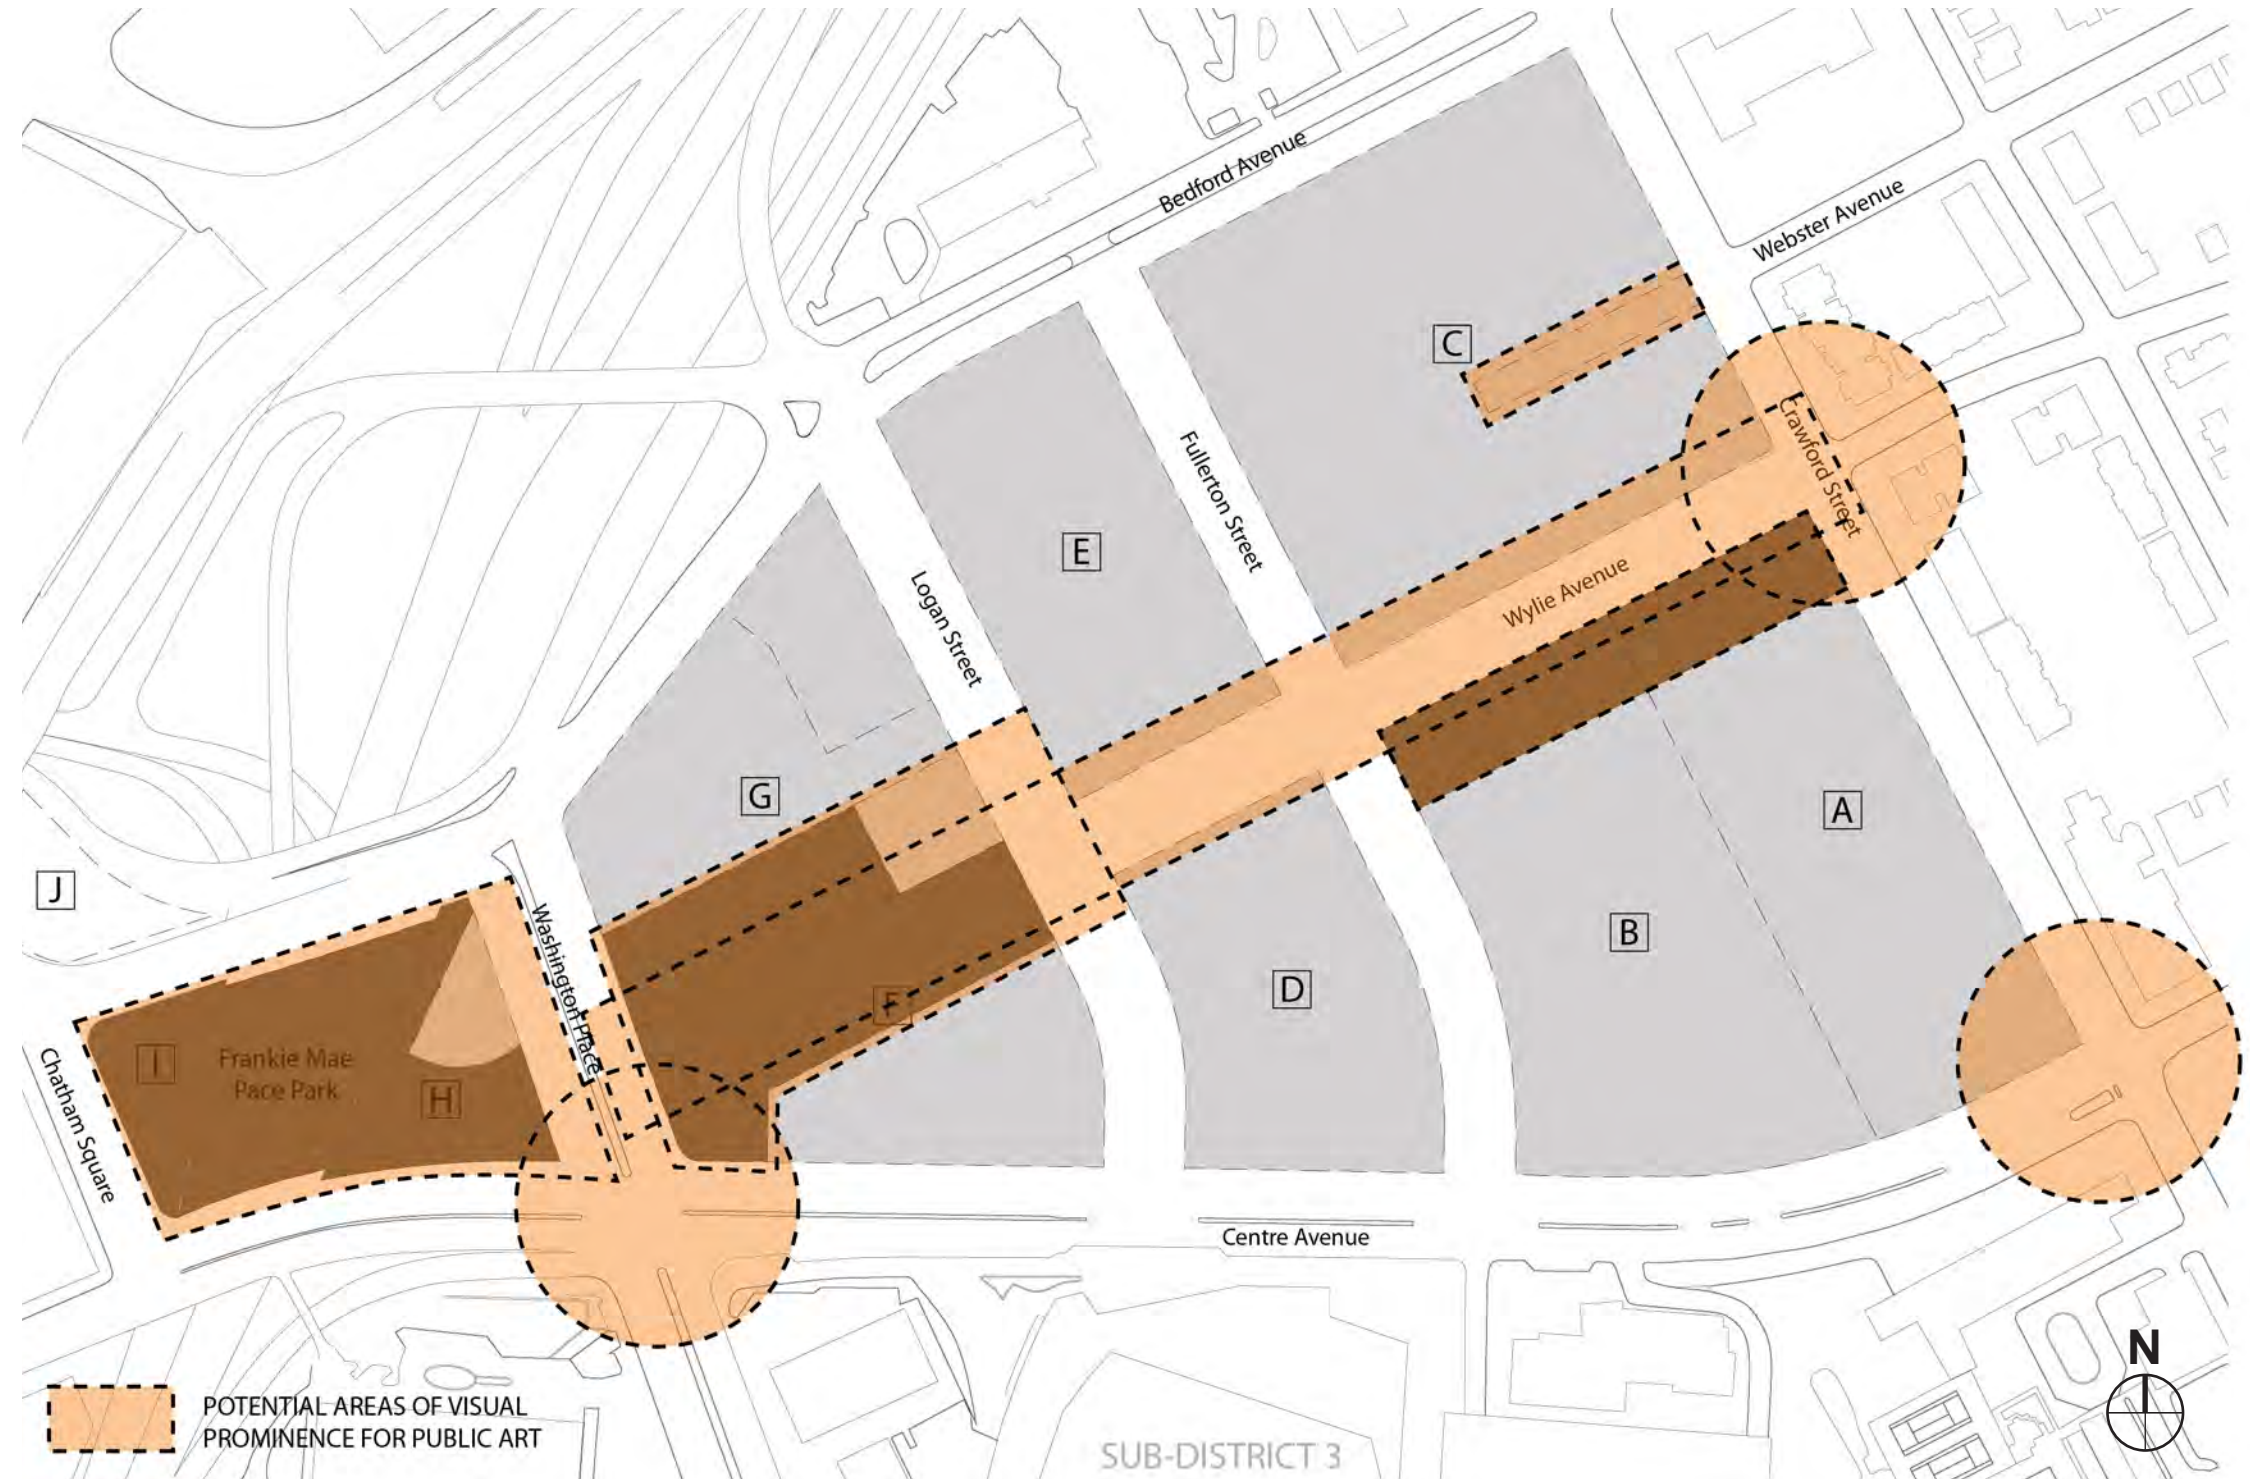 Bedford Avenue
Webster Avenue
C
Crawford Street
Fullerton Street
E
Logan Street
Wylie Avenue
G
A
J
B
Washington Place
D
F
I
Frankie Mae
Pace Park
H
Chatham Square
Centre Avenue
N
POTENTIAL AREAS OF VISUAL
PROMINENCE FOR PUBLIC ART
SUB-DISTRICT 3